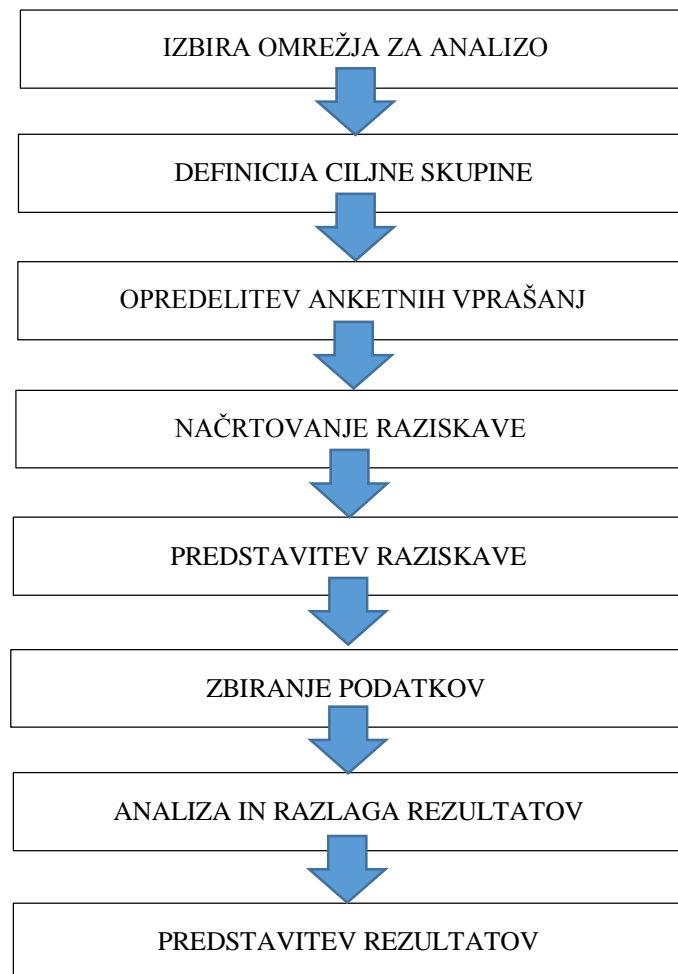 IZBIRA OMREŽJA ZA ANALIZO
DEFINICIJA CILJNE SKUPINE
OPREDELITEV ANKETNIH VPRAŠANJ
NAČRTOVANJE RAZISKAVE
PREDSTAVITEV RAZISKAVE
ZBIRANJE PODATKOV
ANALIZA IN RAZLAGA REZULTATOV
PREDSTAVITEV REZULTATOV